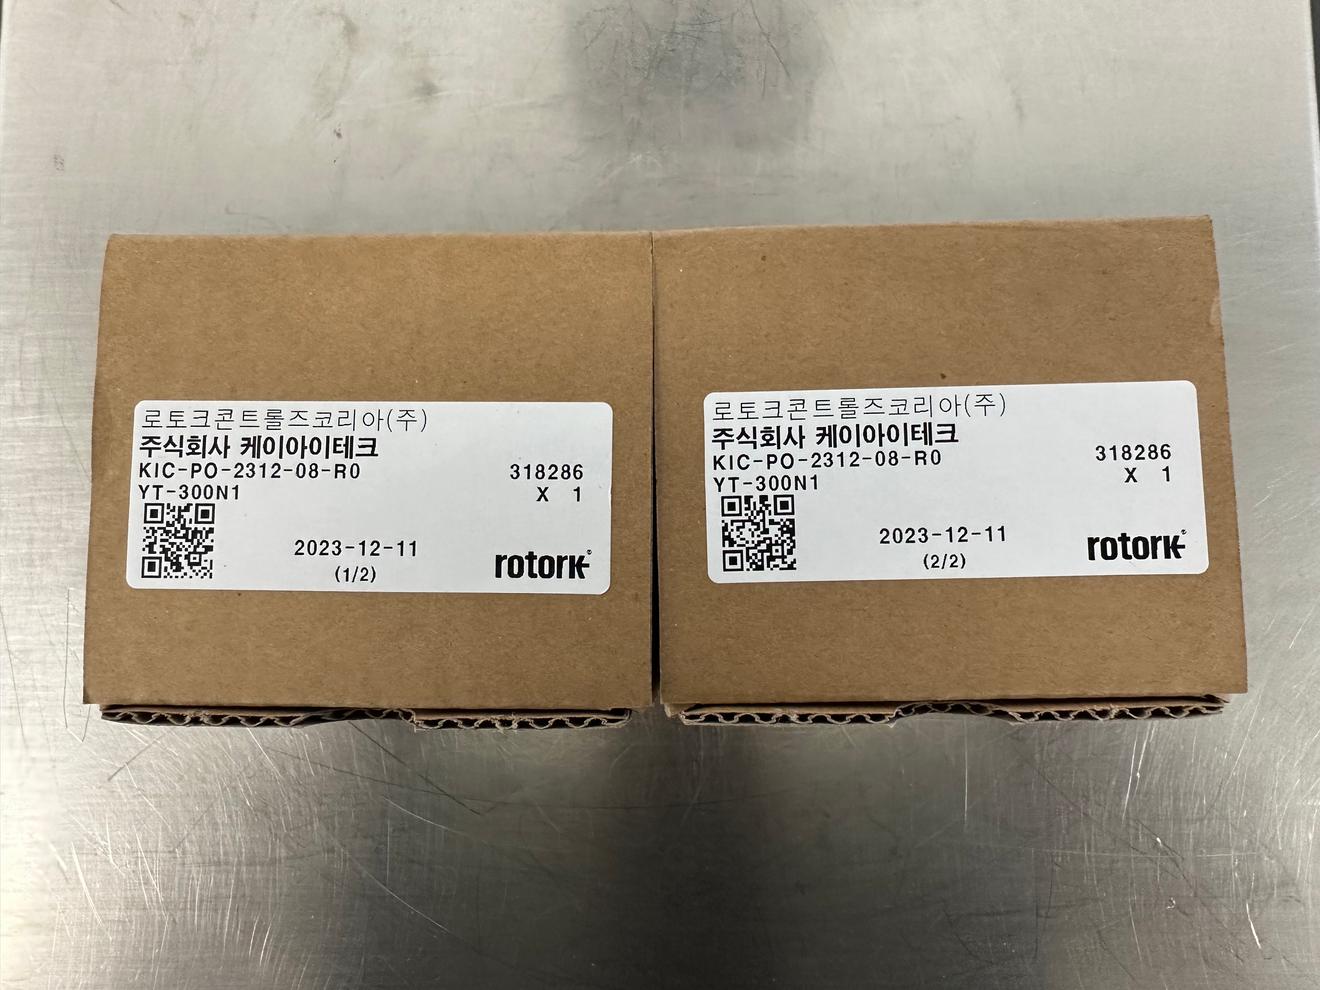 로토크콘트롤즈코리아(주)
주식회사 케이아이테크
KIC-PO-2312-08-R0 318286
YT-300N1 X 1
2023-12-11
(1/2) rotork®
로토크콘트롤즈코리아(주)
주식회사 케이아이테크
KIC-PO-2312-08-R0 318286
YT-300N1 X 1
2023-12-11
(2/2) rotork®